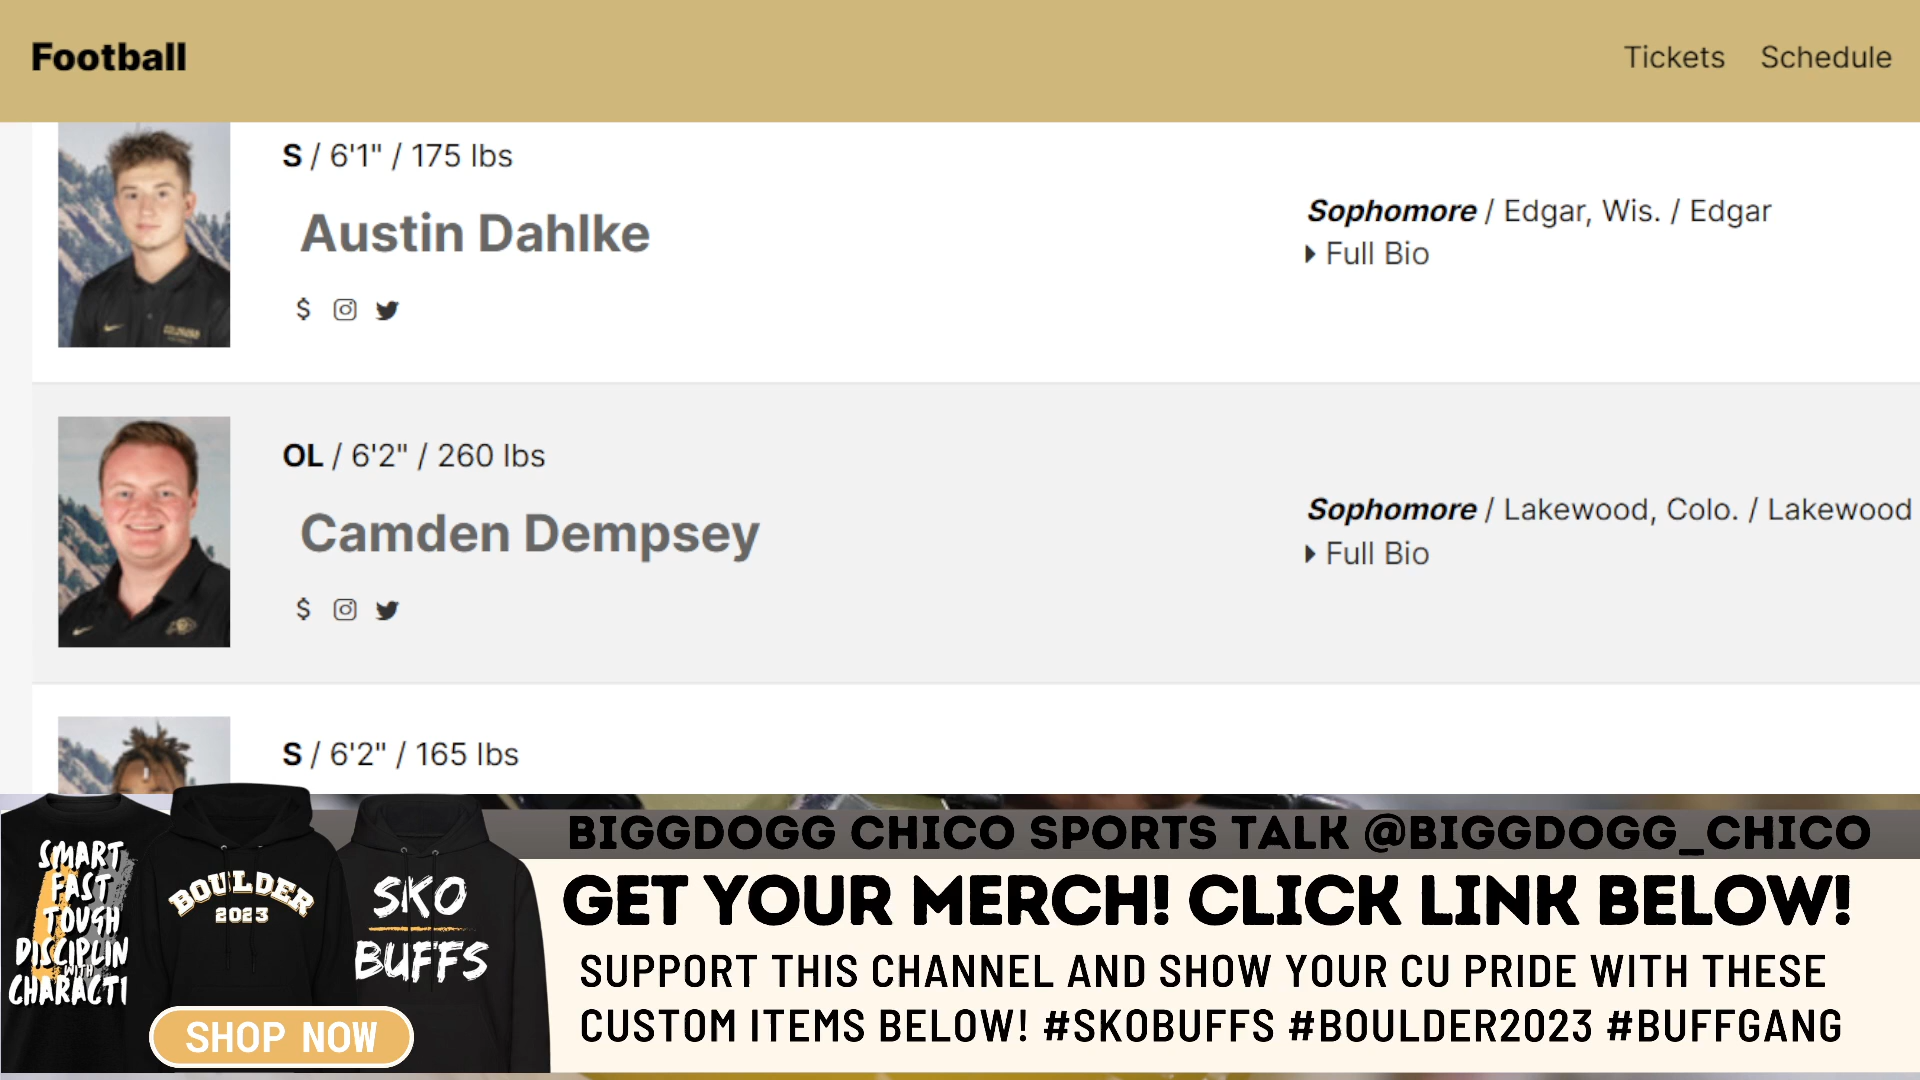 Football
Tickets Schedule
S / 6'1" / 175 lbs
Austin Dahlke
Sophomore / Edgar, Wis. / Edgar
Full Bio
$
OL / 6'2" / 260 lbs
Camden Dempsey
Sophomore / Lakewood, Colo. / Lakewood
Full Bio
$
S / 6'2" / 165 lbs
BIGGDOGG CHICO SPORTS TALK @BIGGDOGG_CHICO
GET YOUR MERCH! CLICK LINK BELOW!
SUPPORT THIS CHANNEL AND SHOW YOUR CU PRIDE WITH THESE
CUSTOM ITEMS BELOW! #SKOBUFFS #BOULDER2023 #BUFFGANG
SMART
FAST
TOUGH
DISCIPLIN
WITH
CHARACT
BOULDER
2023
SKO
BUFFS
SHOP NOW